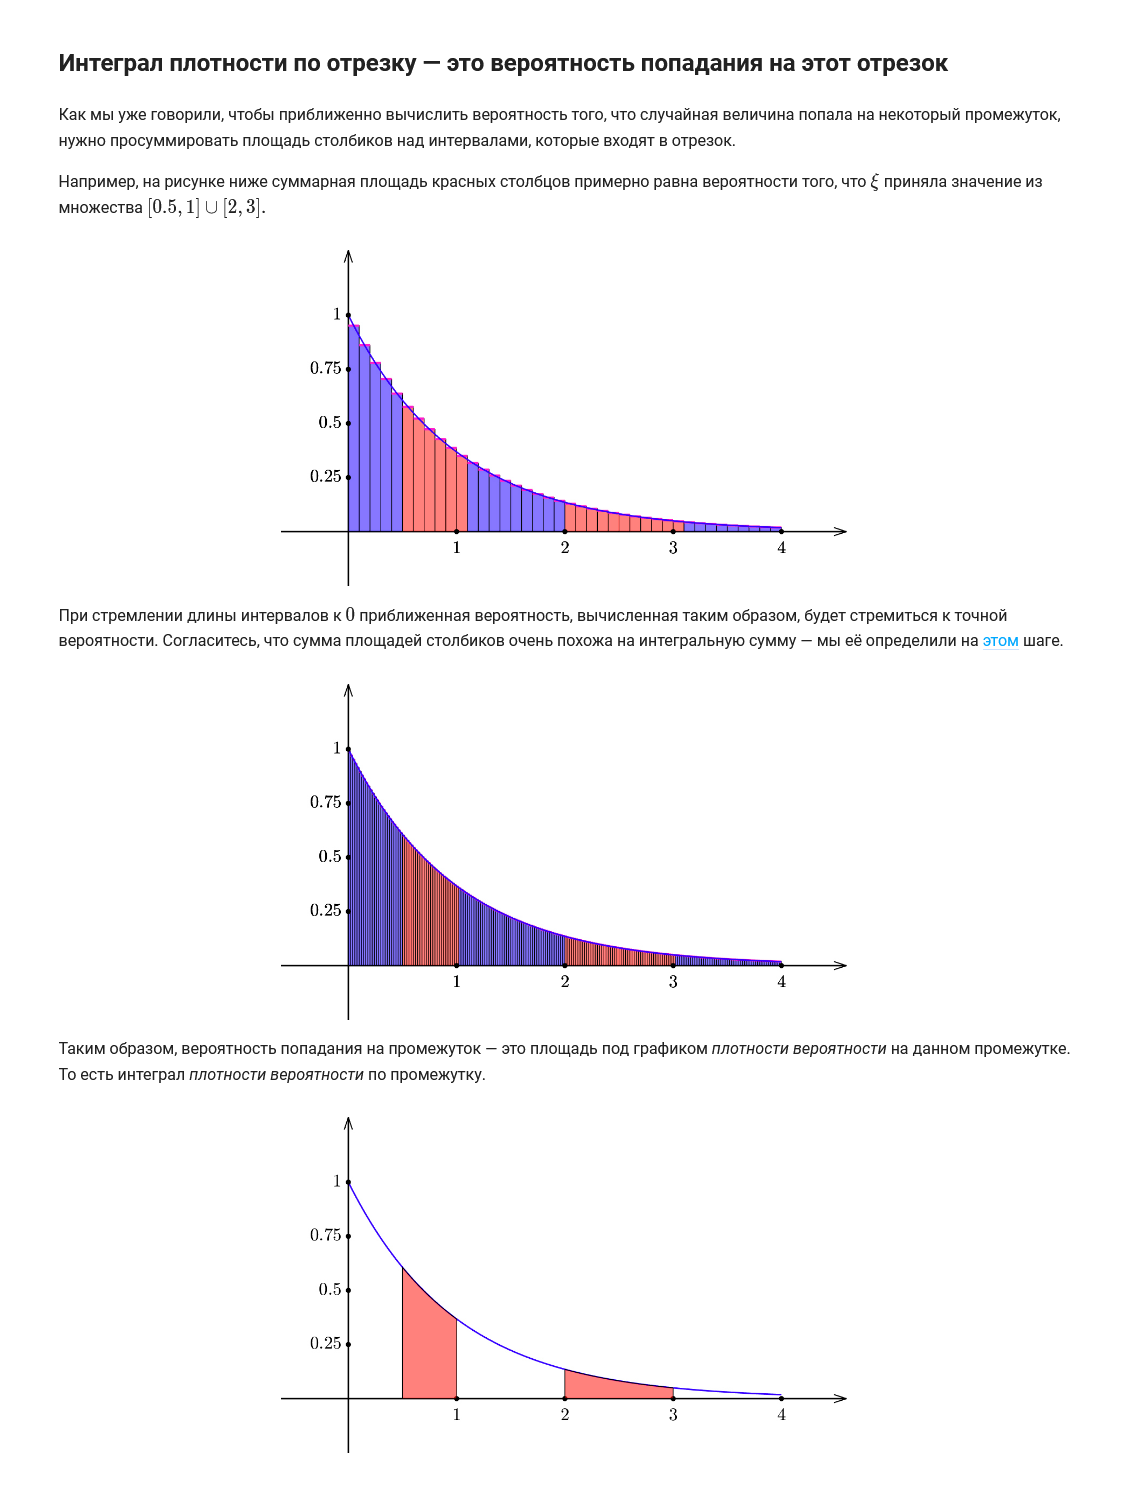 Интеграл плотности по отрезку — это вероятность попадания на этот отрезок
Как мы уже говорили, чтобы приближенно вычислить вероятность того, что случайная величина попала на некоторый промежуток,
нужно просуммировать площадь столбиков над интервалами, которые входят в отрезок.
Например, на рисунке ниже суммарная площадь красных столбцов примерно равна вероятности того, что ξ приняла значение из
множества [0.5, 1] ∪ [2, 3].
1
0.75
0.5
0.25
1 2 3 4
При стремлении длины интервалов к 0 приближенная вероятность, вычисленная таким образом, будет стремиться к точной
вероятности. Согласитесь, что сумма площадей столбиков очень похожа на интегральную сумму — мы её определили на этом шаге.
1
0.75
0.5
0.25
1 2 3 4
Таким образом, вероятность попадания на промежуток — это площадь под графиком плотности вероятности на данном промежутке.
То есть интеграл плотности вероятности по промежутку.
1
0.75
0.5
0.25
1 2 3 4